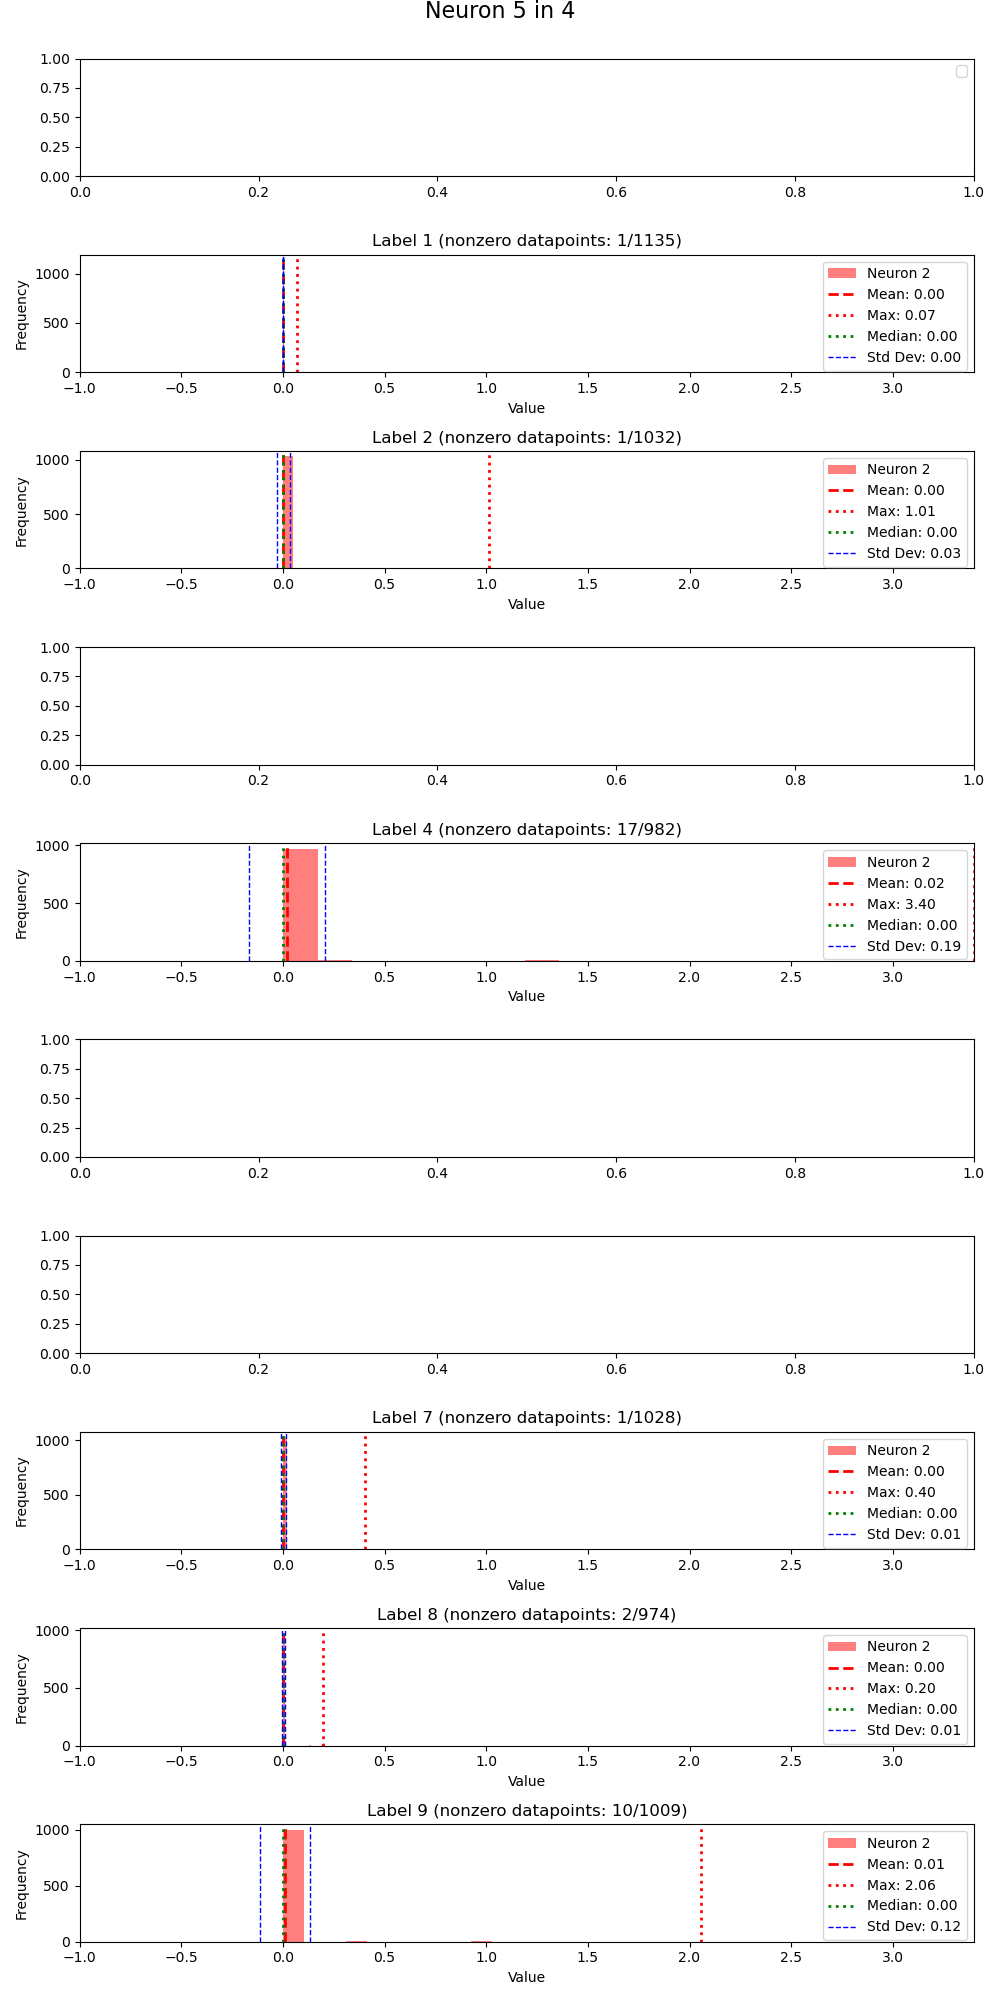 Neuron 5 in 4
1.00
0.75
0.50
0.25
0.00
0.0 0.2 0.4 0.6 0.8 1.0
Label 1 (nonzero datapoints: 1/1135)
Frequency
1000
500
0
Neuron 2
Mean: 0.00
Max: 0.07
Median: 0.00
Std Dev: 0.00
−1.0 −0.5 0.0 0.5 1.0 1.5 2.0 2.5 3.0
Value
Label 2 (nonzero datapoints: 1/1032)
Frequency
1000
500
0
Neuron 2
Mean: 0.00
Max: 1.01
Median: 0.00
Std Dev: 0.03
−1.0 −0.5 0.0 0.5 1.0 1.5 2.0 2.5 3.0
Value
1.00
0.75
0.50
0.25
0.00
0.0 0.2 0.4 0.6 0.8 1.0
Label 4 (nonzero datapoints: 17/982)
Frequency
1000
500
0
Neuron 2
Mean: 0.02
Max: 3.40
Median: 0.00
Std Dev: 0.19
−1.0 −0.5 0.0 0.5 1.0 1.5 2.0 2.5 3.0
Value
1.00
0.75
0.50
0.25
0.00
0.0 0.2 0.4 0.6 0.8 1.0
1.00
0.75
0.50
0.25
0.00
0.0 0.2 0.4 0.6 0.8 1.0
Label 7 (nonzero datapoints: 1/1028)
Frequency
1000
500
0
Neuron 2
Mean: 0.00
Max: 0.40
Median: 0.00
Std Dev: 0.01
−1.0 −0.5 0.0 0.5 1.0 1.5 2.0 2.5 3.0
Value
Label 8 (nonzero datapoints: 2/974)
Frequency
1000
500
0
Neuron 2
Mean: 0.00
Max: 0.20
Median: 0.00
Std Dev: 0.01
−1.0 −0.5 0.0 0.5 1.0 1.5 2.0 2.5 3.0
Value
Label 9 (nonzero datapoints: 10/1009)
Frequency
1000
500
0
Neuron 2
Mean: 0.01
Max: 2.06
Median: 0.00
Std Dev: 0.12
−1.0 −0.5 0.0 0.5 1.0 1.5 2.0 2.5 3.0
Value